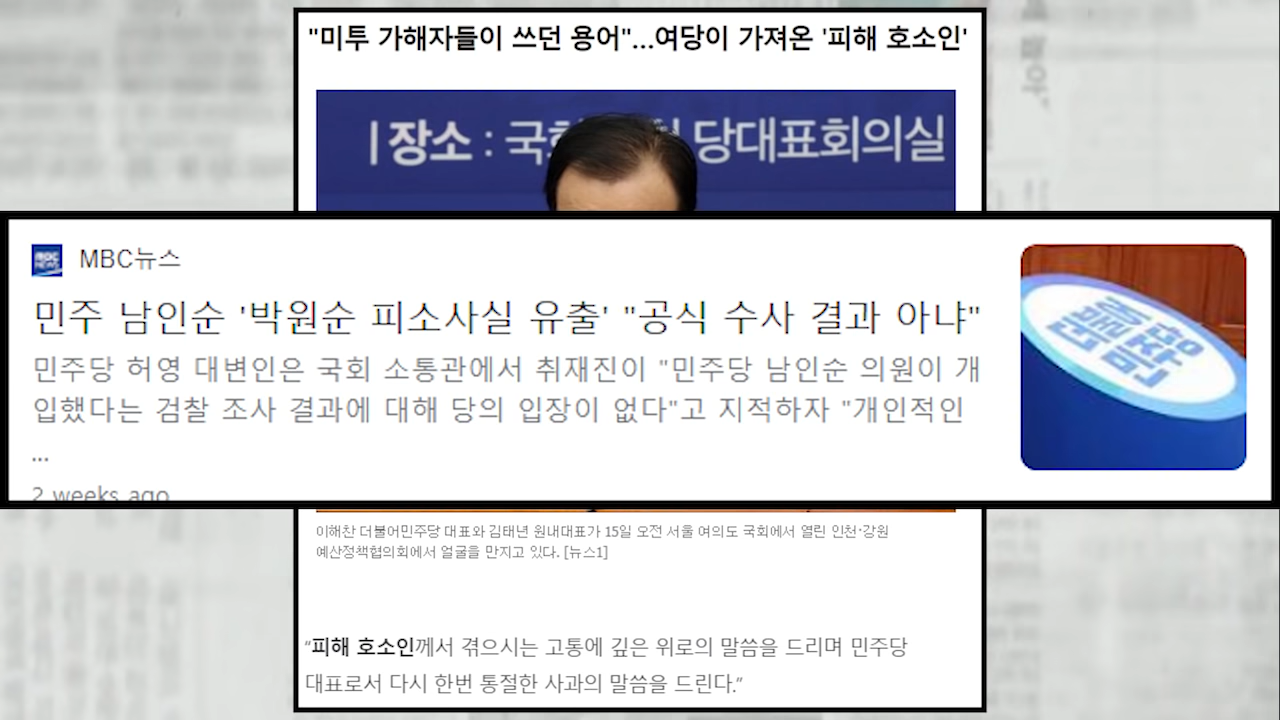 "미투 가해자들이 쓰던 용어"...여당이 가져온 '피해 호소인'
| 장소 : 국회 당대표회의실
MBC뉴스
민주 남인순 '박원순 피소사실 유출' "공식 수사 결과 아냐"
민주당 허영 대변인은 국회 소통관에서 취재진이 "민주당 남인순 의원이 개
입했다는 검찰 조사 결과에 대해 당의 입장이 없다"고 지적하자 "개인적인
...
2 weeks ago
이해찬 더불어민주당 대표와 김태년 원내대표가 15일 오전 서울 여의도 국회에서 열린 인천·강원
예산정책협의회에서 얼굴을 만지고 있다. [뉴스1]
“피해 호소인께서 겪으시는 고통에 깊은 위로의 말씀을 드리며 민주당
대표로서 다시 한번 통절한 사과의 말씀을 드린다.”